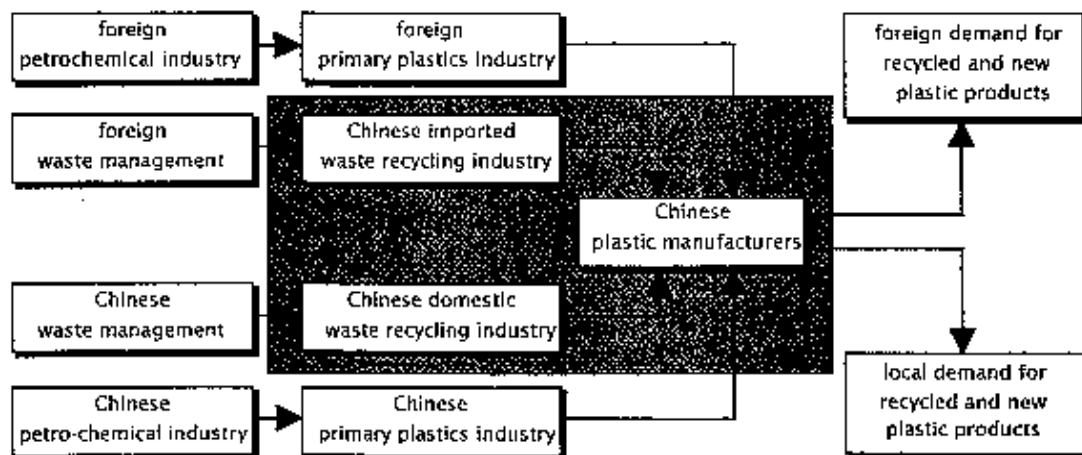 foreign
petrochemical industry
foreign
primary plastics industry
foreign demand for
recycled and new
plastic products
foreign
waste management
Chinese imported
waste recycling industry
Chinese
plastic manufacturers
Chinese
waste management
Chinese domestic
waste recycling industry
Chinese
petro-chemical industry
Chinese
primary plastics industry
local demand for
recycled and new
plastic products